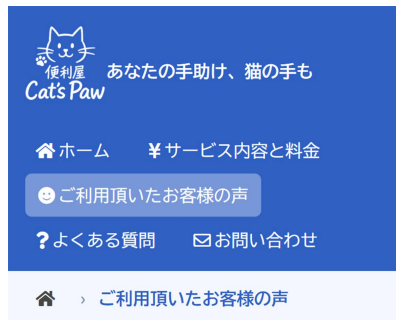 便利屋
Cat's Paw
あなたの手助け、猫の手も
ホーム ¥サービス内容と料金
ご利用頂いたお客様の声
?よくある質問 お問い合わせ
› ご利用頂いたお客様の声